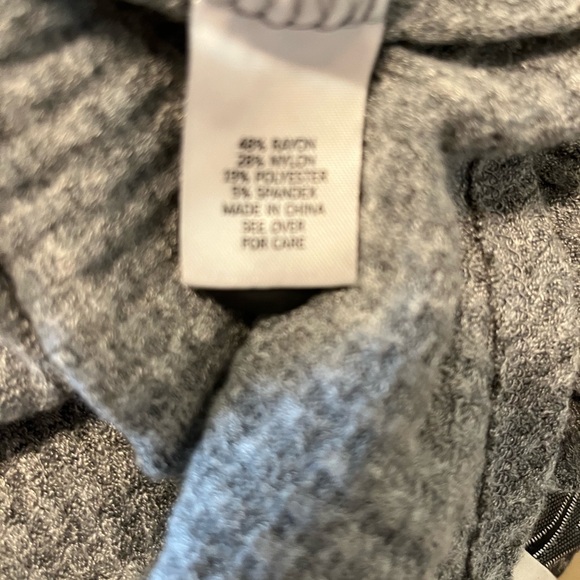 48% RAYON
28% NYLON
19% POLYESTER
5% SPANDEX
MADE IN CHINA
SEE OVER
FOR CARE